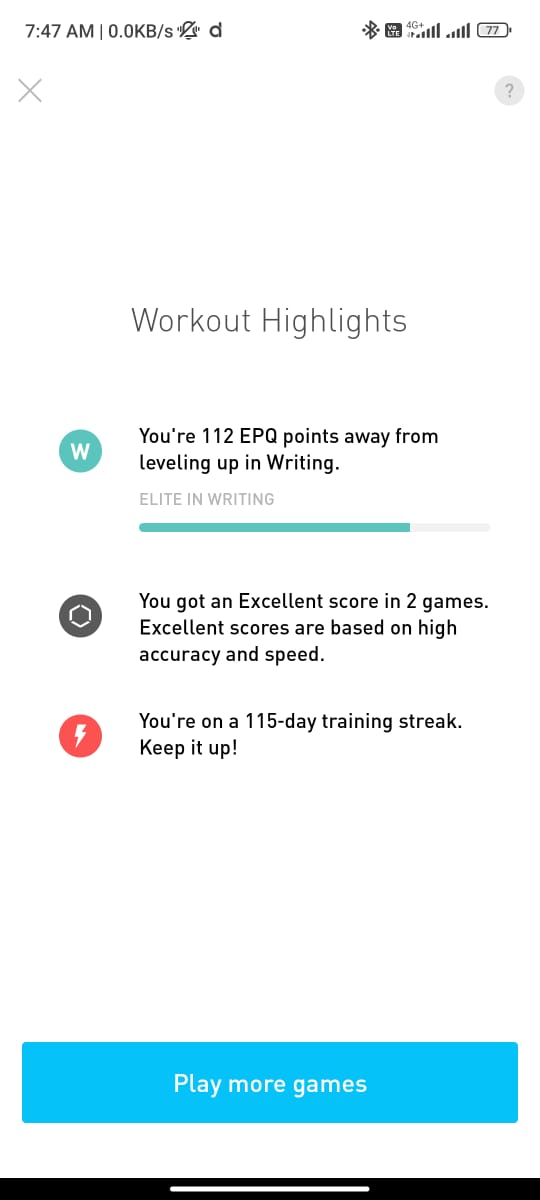 7:47 AM | 0.0KB/s d Vo LTE 4G+ 77
?
Workout Highlights
W
You're 112 EPQ points away from
leveling up in Writing.
ELITE IN WRITING
You got an Excellent score in 2 games.
Excellent scores are based on high
accuracy and speed.
You're on a 115-day training streak.
Keep it up!
Play more games